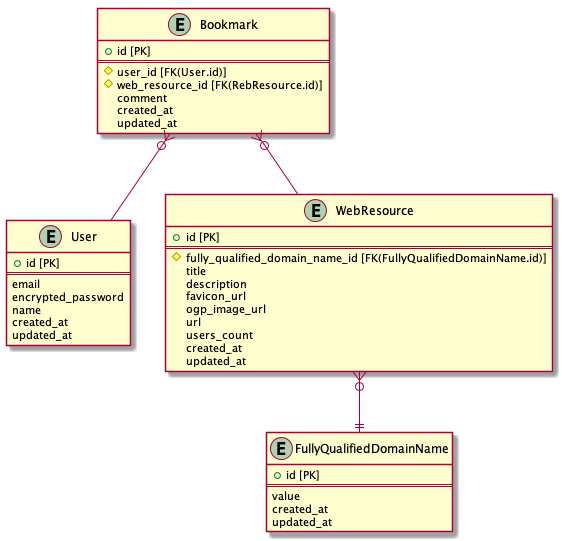 E Bookmark
id [PK]
user_id [FK(User.id)]
web_resource_id [FK(RebResource.id)]
comment
created_at
updated_at
E User
id [PK]
email
encrypted_password
name
created_at
updated_at
E WebResource
id [PK]
fully_qualified_domain_name_id [FK(FullyQualifiedDomainName.id)]
title
description
favicon_url
ogp_image_url
url
users_count
created_at
updated_at
E FullyQualifiedDomainName
id [PK]
value
created_at
updated_at